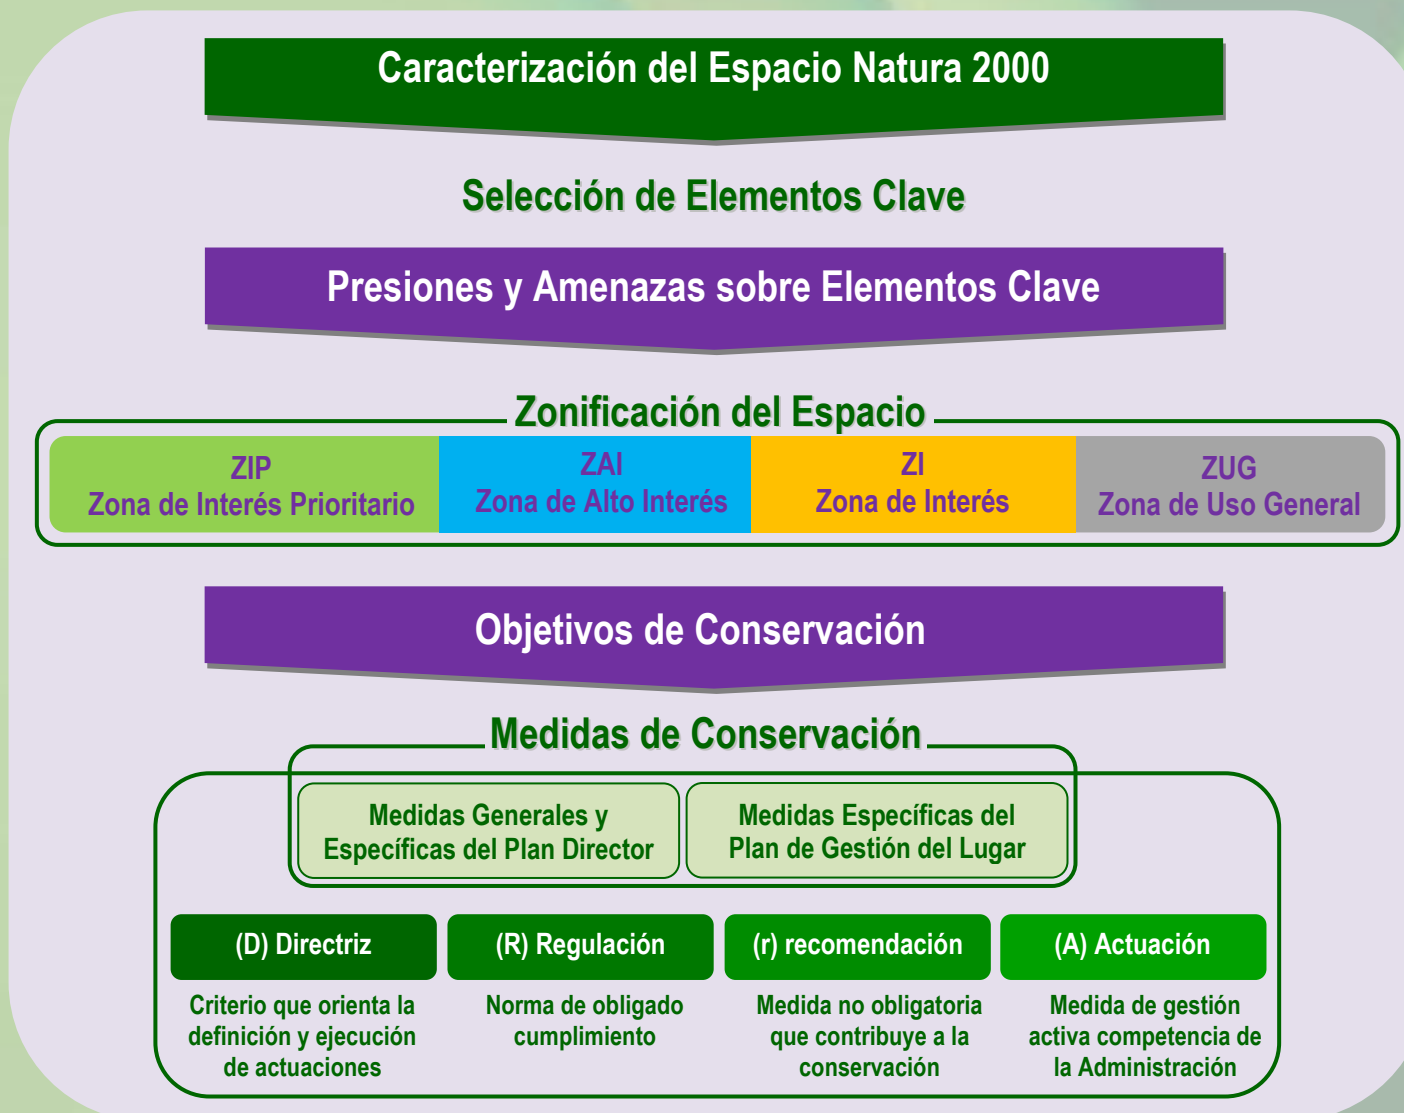 Caracterización del Espacio Natura 2000
Selección de Elementos Clave
Presiones y Amenazas sobre Elementos Clave
Zonificación del Espacio
ZIP
Zona de Interés Prioritario
ZAI
Zona de Alto Interés
ZI
Zona de Interés
ZUG
Zona de Uso General
Objetivos de Conservación
Medidas de Conservación
Medidas Generales y
Específicas del Plan Director
Medidas Específicas del
Plan de Gestión del Lugar
(D) Directriz
Criterio que orienta la
definición y ejecución
de actuaciones
(R) Regulación
Norma de obligado
cumplimiento
(r) recomendación
Medida no obligatoria
que contribuye a la
conservación
(A) Actuación
Medida de gestión
activa competencia de
la Administración